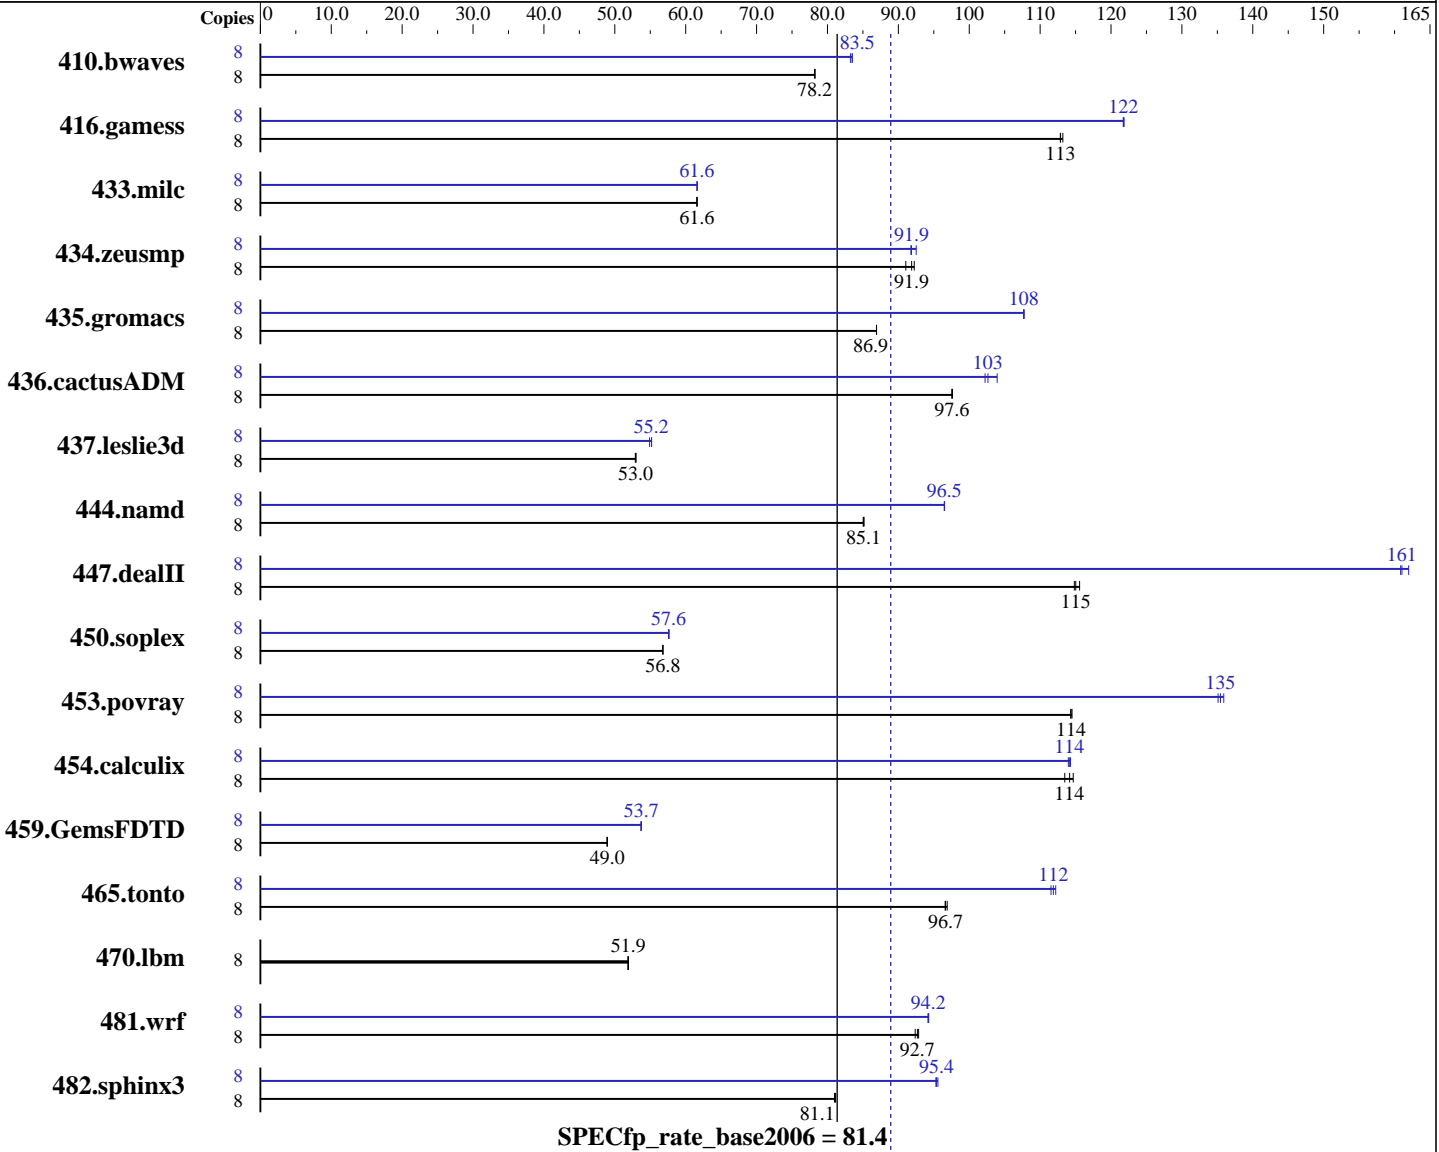 Copies 0 10.0 20.0 30.0 40.0 50.0 60.0 70.0 80.0 90.0 100 110 120 130 140 150 165
410.bwaves 8 83.5
8 78.2
416.gamess 8 122
8 113
433.milc 8 61.6
8 61.6
434.zeusmp 8 91.9
8 91.9
435.gromacs 8 108
8 86.9
436.cactusADM 8 103
8 97.6
437.leslie3d 8 55.2
8 53.0
444.namd 8 96.5
8 85.1
447.dealII 8 161
8 115
450.soplex 8 57.6
8 56.8
453.povray 8 135
8 114
454.calculix 8 114
8 114
459.GemsFDTD 8 53.7
8 49.0
465.tonto 8 112
8 96.7
470.lbm 8 51.9
481.wrf 8 94.2
8 92.7
482.sphinx3 8 95.4
8 81.1
SPECfp_rate_base2006 = 81.4